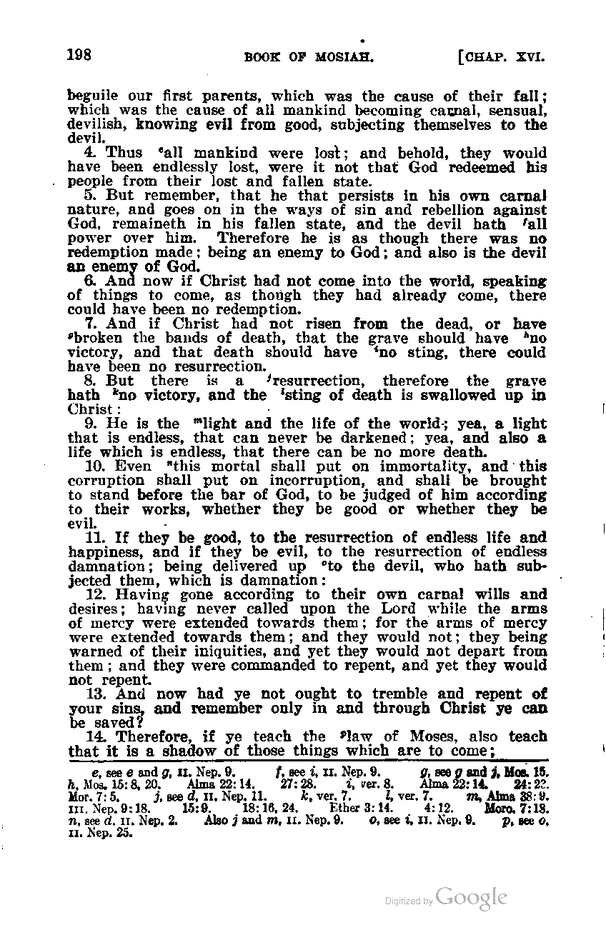 198 BOOK OF MOSIAH. [CHAP. XVI.
beguile our first parents, which was the cause of their fall;
which was the cause of all mankind becoming carnal, sensual,
devilish, knowing evil from good, subjecting themselves to the
devil.
4. Thus ᵉall mankind were lost; and behold, they would
have been endlessly lost, were it not that God redeemed his
people from their lost and fallen state.
5. But remember, that he that persists in his own carnal
nature, and goes on in the ways of sin and rebellion against
God, remaineth in his fallen state, and the devil hath ᶠall
power over him. Therefore he is as though there was no
redemption made; being an enemy to God; and also is the devil
an enemy of God.
6. And now if Christ had not come into the world, speaking
of things to come, as though they had already come, there
could have been no redemption.
7. And if Christ had not risen from the dead, or have
ᵍbroken the bands of death, that the grave should have ʰno
victory, and that death should have ⁱno sting, there could
have been no resurrection.
8. But there is a ʲresurrection, therefore the grave
hath ᵏno victory, and the ˡsting of death is swallowed up in
Christ:
9. He is the ᵐlight and the life of the world; yea, a light
that is endless, that can never be darkened; yea, and also a
life which is endless, that there can be no more death.
10. Even ⁿthis mortal shall put on immortality, and this
corruption shall put on incorruption, and shall be brought
to stand before the bar of God, to be judged of him according
to their works, whether they be good or whether they be
evil.
11. If they be good, to the resurrection of endless life and
happiness, and if they be evil, to the resurrection of endless
damnation; being delivered up ᵒto the devil, who hath sub-
jected them, which is damnation:
12. Having gone according to their own carnal wills and
desires; having never called upon the Lord while the arms
of mercy were extended towards them; for the arms of mercy
were extended towards them; and they would not; they being
warned of their iniquities, and yet they would not depart from
them; and they were commanded to repent, and yet they would
not repent.
13. And now had ye not ought to tremble and repent of
your sins, and remember only in and through Christ ye can
be saved?
14. Therefore, if ye teach the ᵖlaw of Moses, also teach
that it is a shadow of those things which are to come;
e, see e and g, II. Nep. 9. f, see i, II. Nep. 9. g, see g and j, Mos. 15.
h, Mos. 15:8, 20. Alma 22:14. 27:28. i, ver. 8. Alma 22:14. 24:23.
Mor. 7:5. j, see d, II. Nep. 11. k, ver. 7. l, ver. 7. m, Alma 38:9.
III. Nep. 9:18. 15:9. 18:16, 24. Ether 3:14. 4:12. Moro. 7:18.
n, see d, II. Nep. 2. Also j and m, II. Nep. 9. o, see i, II. Nep. 9. p, see o,
II. Nep. 25.
Digitized by Google